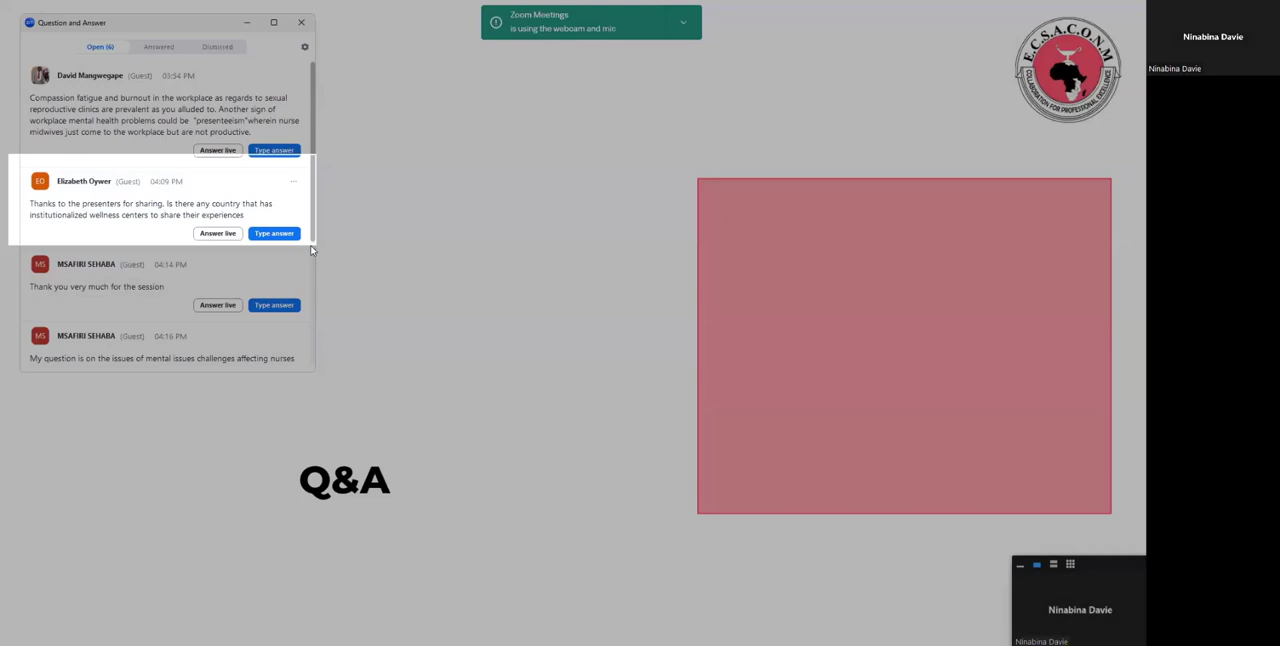 Question and Answer
Open (6) Answered Dismissed
David Mangwegape (Guest) 03:54 PM
Compassion fatigue and burnout in the workplace as regards to sexual
reproductive clinics are prevalent as you alluded to. Another sign of
workplace mental health problems could be "presenteeism"wherein nurse
midwives just come to the workplace but are not productive.
Answer live Type answer
EO Elizabeth Oywer (Guest) 04:09 PM
Thanks to the presenters for sharing. Is there any country that has
institutionalized wellness centers to share their experiences
Answer live Type answer
MS MSAFIRI SEHABA (Guest) 04:14 PM
Thank you very much for the session
Answer live Type answer
MS MSAFIRI SEHABA (Guest) 04:16 PM
My question is on the issues of mental issues challenges affecting nurses
Q&A
Zoom Meetings
is using the webcam and mic
E.C.S.A.C.O.N.M
COLLABORATION FOR PROFESSIONAL EXCELLENCE
Ninabina Davie
Ninabina Davie
Ninabina Davie
Ninabina Davie